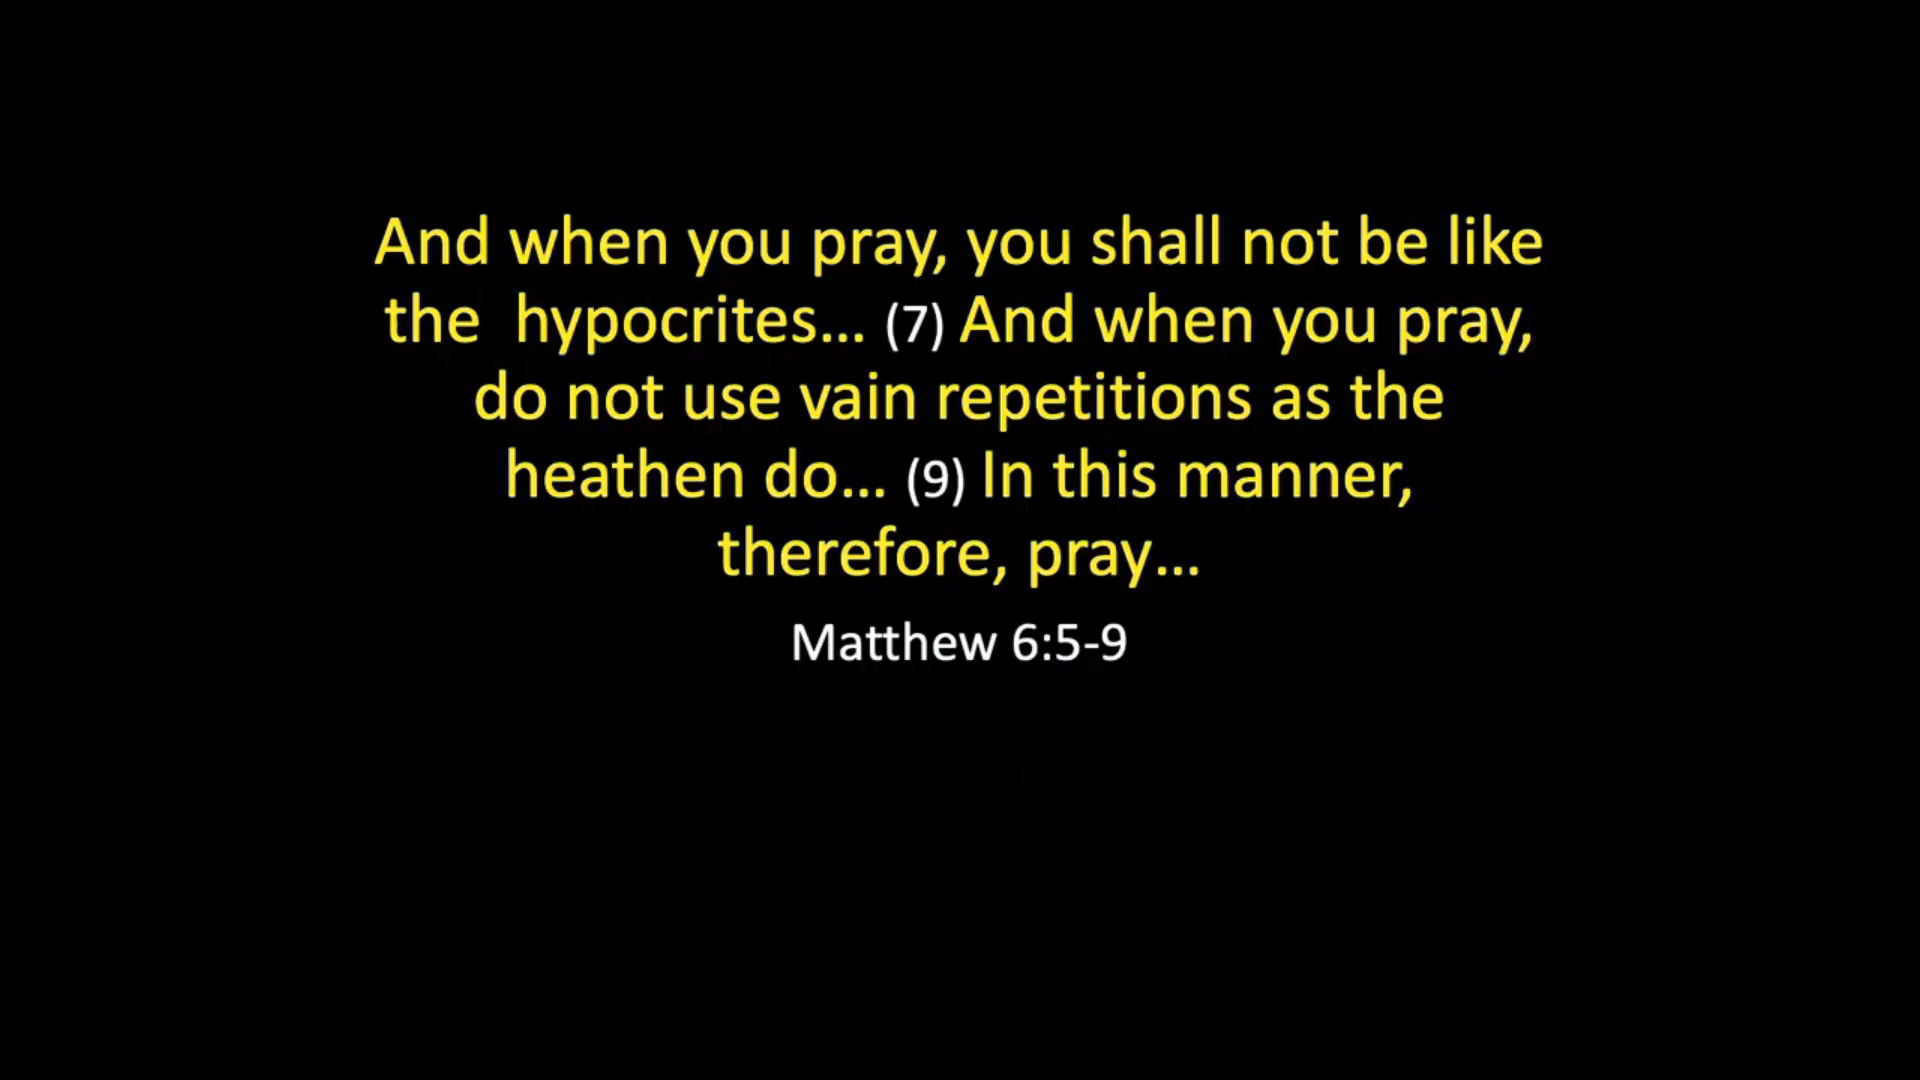 And when you pray, you shall not be like
the  hypocrites... (7) And when you pray,
do not use vain repetitions as the
heathen do... (9) In this manner,
therefore, pray...
Matthew 6:5-9